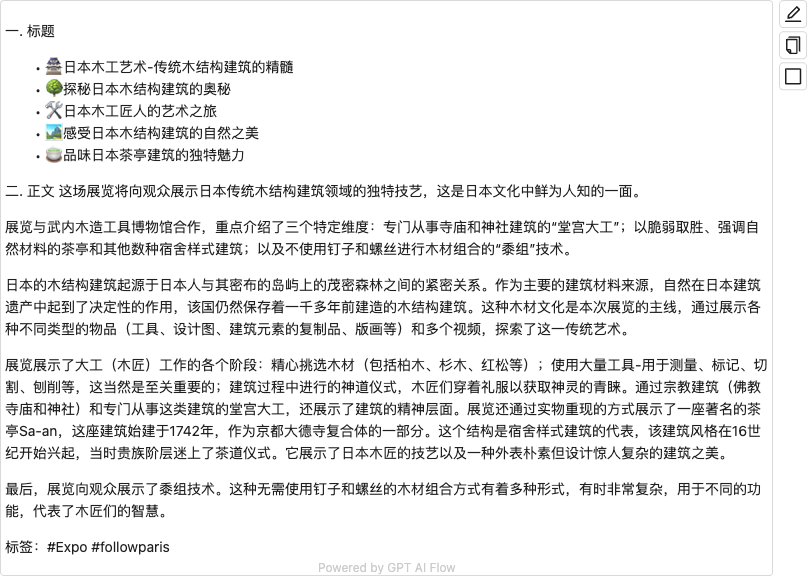 一. 标题
• 🏯日本木工艺术-传统木结构建筑的精髓
• 🌳探秘日本木结构建筑的奥秘
• 🛠️日本木工匠人的艺术之旅
• 🏞️感受日本木结构建筑的自然之美
• 🍵品味日本茶亭建筑的独特魅力
二. 正文 这场展览将向观众展示日本传统木结构建筑领域的独特技艺，这是日本文化中鲜为人知的一面。
展览与武内木造工具博物馆合作，重点介绍了三个特定维度：专门从事寺庙和神社建筑的“堂宫大工”；以脆弱取胜、强调自
然材料的茶亭和其他数种宿舍样式建筑；以及不使用钉子和螺丝进行木材组合的“黍组”技术。
日本的木结构建筑起源于日本人与其密布的岛屿上的茂密森林之间的紧密关系。作为主要的建筑材料来源，自然在日本建筑
遗产中起到了决定性的作用，该国仍然保存着一千多年前建造的木结构建筑。这种木材文化是本次展览的主线，通过展示各
种不同类型的物品（工具、设计图、建筑元素的复制品、版画等）和多个视频，探索了这一传统艺术。
展览展示了大工（木匠）工作的各个阶段：精心挑选木材（包括柏木、杉木、红松等）；使用大量工具-用于测量、标记、切
割、刨削等，这当然是至关重要的；建筑过程中进行的神道仪式，木匠们穿着礼服以获取神灵的青睐。通过宗教建筑（佛教
寺庙和神社）和专门从事这类建筑的堂宫大工，还展示了建筑的精神层面。展览还通过实物重现的方式展示了一座著名的茶
亭Sa-an，这座建筑始建于1742年，作为京都大德寺复合体的一部分。这个结构是宿舍样式建筑的代表，该建筑风格在16世
纪开始兴起，当时贵族阶层迷上了茶道仪式。它展示了日本木匠的技艺以及一种外表朴素但设计惊人复杂的建筑之美。
最后，展览向观众展示了黍组技术。这种无需使用钉子和螺丝的木材组合方式有着多种形式，有时非常复杂，用于不同的功
能，代表了木匠们的智慧。
标签：#Expo #followparis
Powered by GPT AI Flow